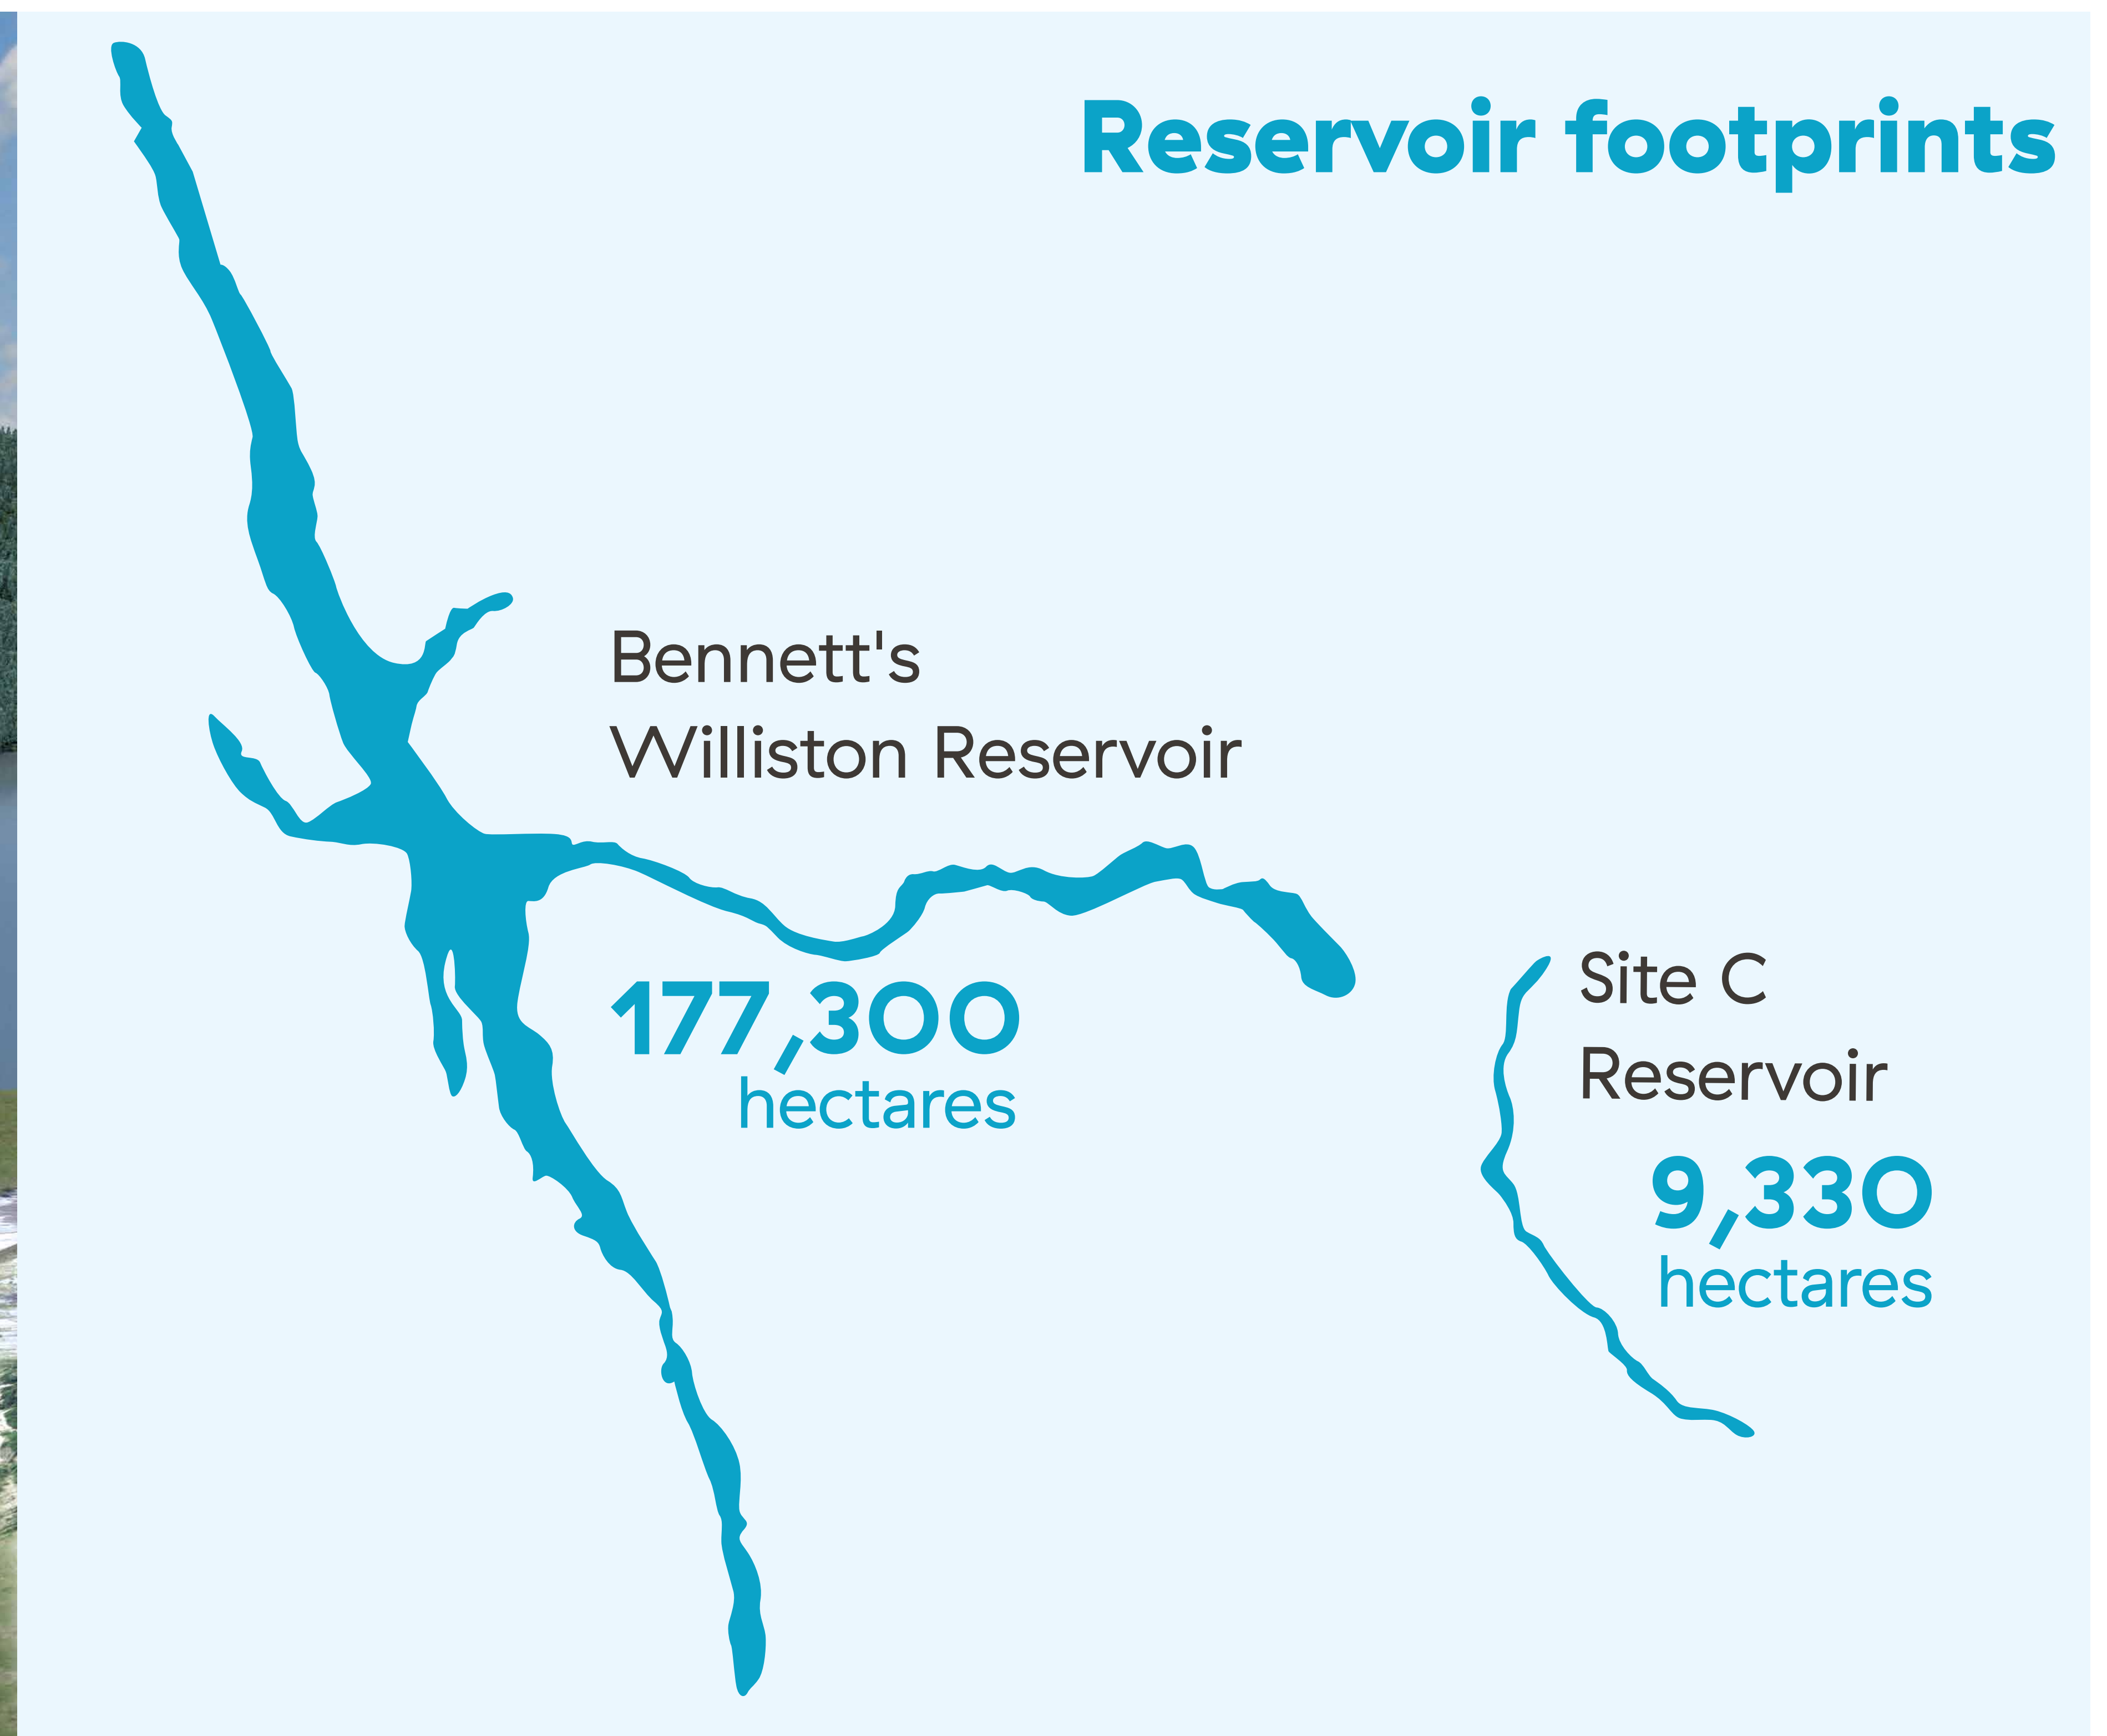 Reservoir footprints
Bennett's
Williston Reservoir
177,300
hectares
Site C
Reservoir
9,330
hectares